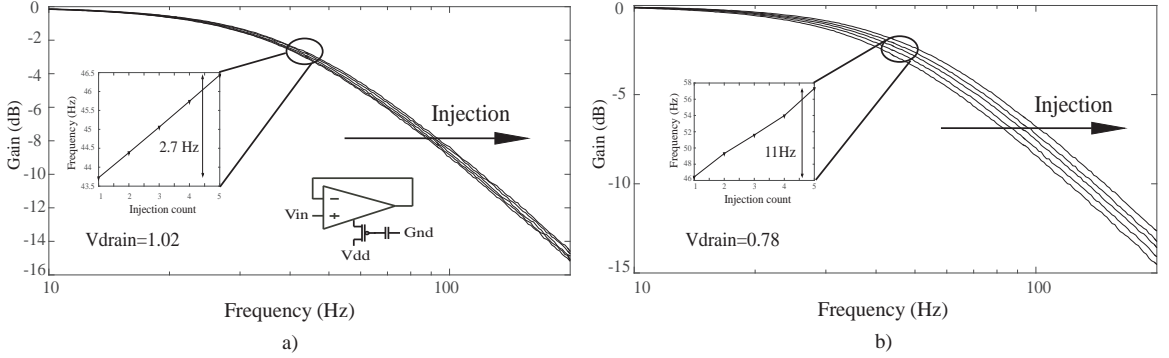 0
-2
-4
-6
-8
-10
-12
-14
-16
Gain (dB)
46.5
46
45.5
45
44.5
44
43.5
Frequency (Hz)
2.7 Hz
1 2 3 4 5
Injection count
Injection
Vin
Gnd
Vdd
Vdrain=1.02
10 100
Frequency (Hz)
a)
0
-5
-10
-15
Gain (dB)
58
56
54
52
50
48
46
Frequency (Hz)
11Hz
1 2 3 4 5
Injection count
Injection
Vdrain=0.78
10 100
Frequency (Hz)
b)